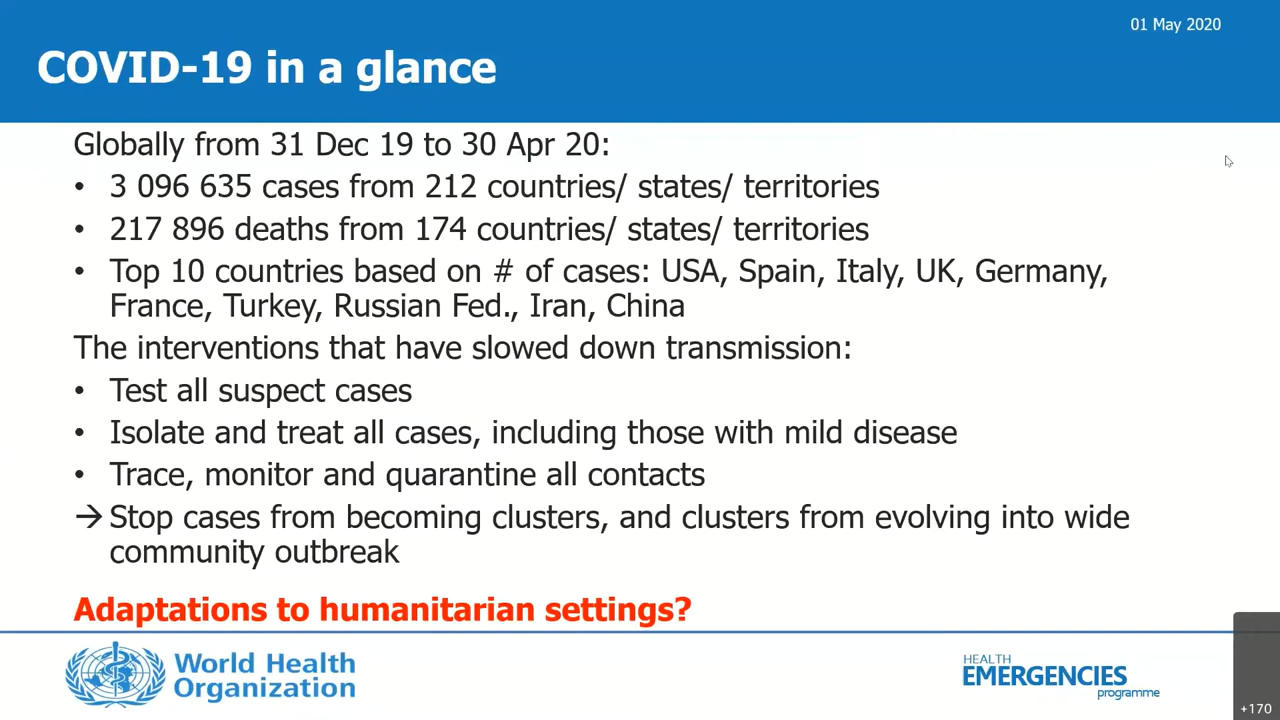 01 May 2020
COVID-19 in a glance
Globally from 31 Dec 19 to 30 Apr 20:
• 3 096 635 cases from 212 countries/ states/ territories
• 217 896 deaths from 174 countries/ states/ territories
• Top 10 countries based on # of cases: USA, Spain, Italy, UK, Germany,
France, Turkey, Russian Fed., Iran, China
The interventions that have slowed down transmission:
• Test all suspect cases
• Isolate and treat all cases, including those with mild disease
• Trace, monitor and quarantine all contacts
→ Stop cases from becoming clusters, and clusters from evolving into wide
community outbreak
Adaptations to humanitarian settings?
World Health
Organization
HEALTH
EMERGENCIES
programme
+170